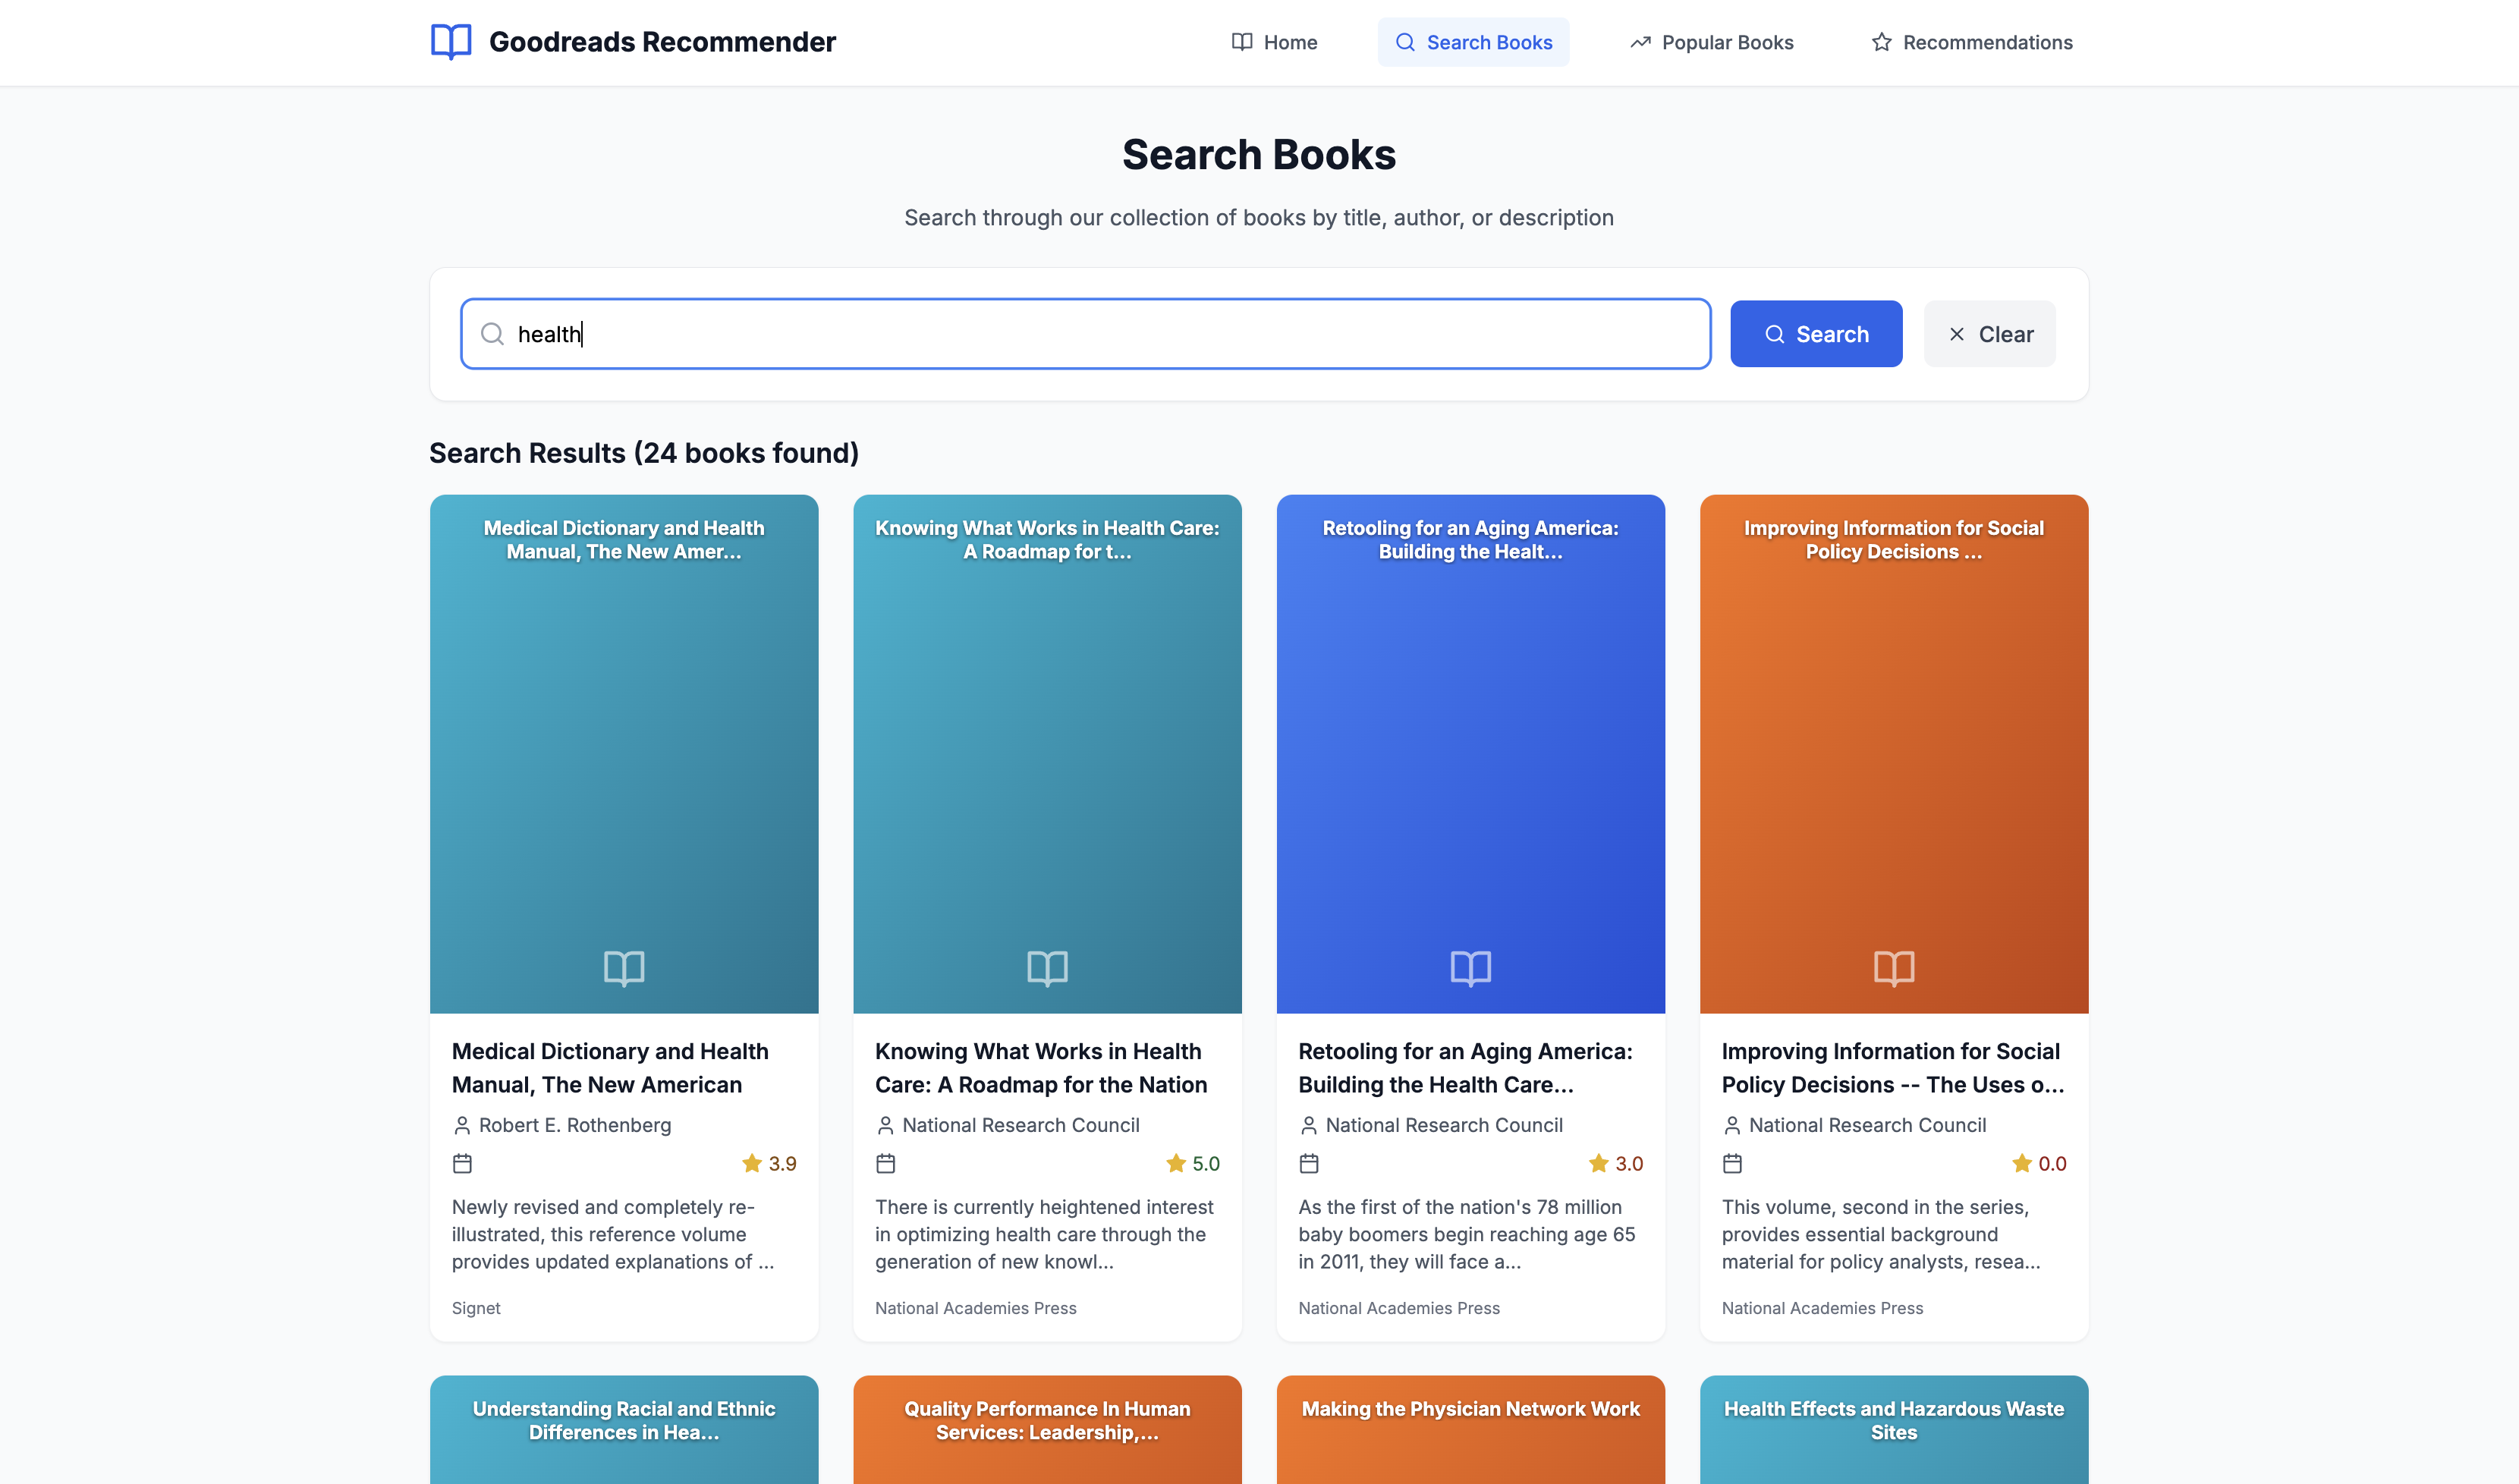 Goodreads Recommender
Home
Search Books
Popular Books
Recommendations
Search Books
Search through our collection of books by title, author, or description
health
Search
Clear
Search Results (24 books found)
Medical Dictionary and Health
Manual, The New Amer...
Knowing What Works in Health Care:
A Roadmap for t...
Retooling for an Aging America:
Building the Healt...
Improving Information for Social
Policy Decisions ...
Medical Dictionary and Health
Manual, The New American
Robert E. Rothenberg
3.9
Newly revised and completely re-
illustrated, this reference volume
provides updated explanations of ...
Signet
Knowing What Works in Health
Care: A Roadmap for the Nation
National Research Council
5.0
There is currently heightened interest
in optimizing health care through the
generation of new knowl...
National Academies Press
Retooling for an Aging America:
Building the Health Care...
National Research Council
3.0
As the first of the nation's 78 million
baby boomers begin reaching age 65
in 2011, they will face a...
National Academies Press
Improving Information for Social
Policy Decisions -- The Uses o...
National Research Council
0.0
This volume, second in the series,
provides essential background
material for policy analysts, resea...
National Academies Press
Understanding Racial and Ethnic
Differences in Hea...
Quality Performance In Human
Services: Leadership,...
Making the Physician Network Work
Health Effects and Hazardous Waste
Sites